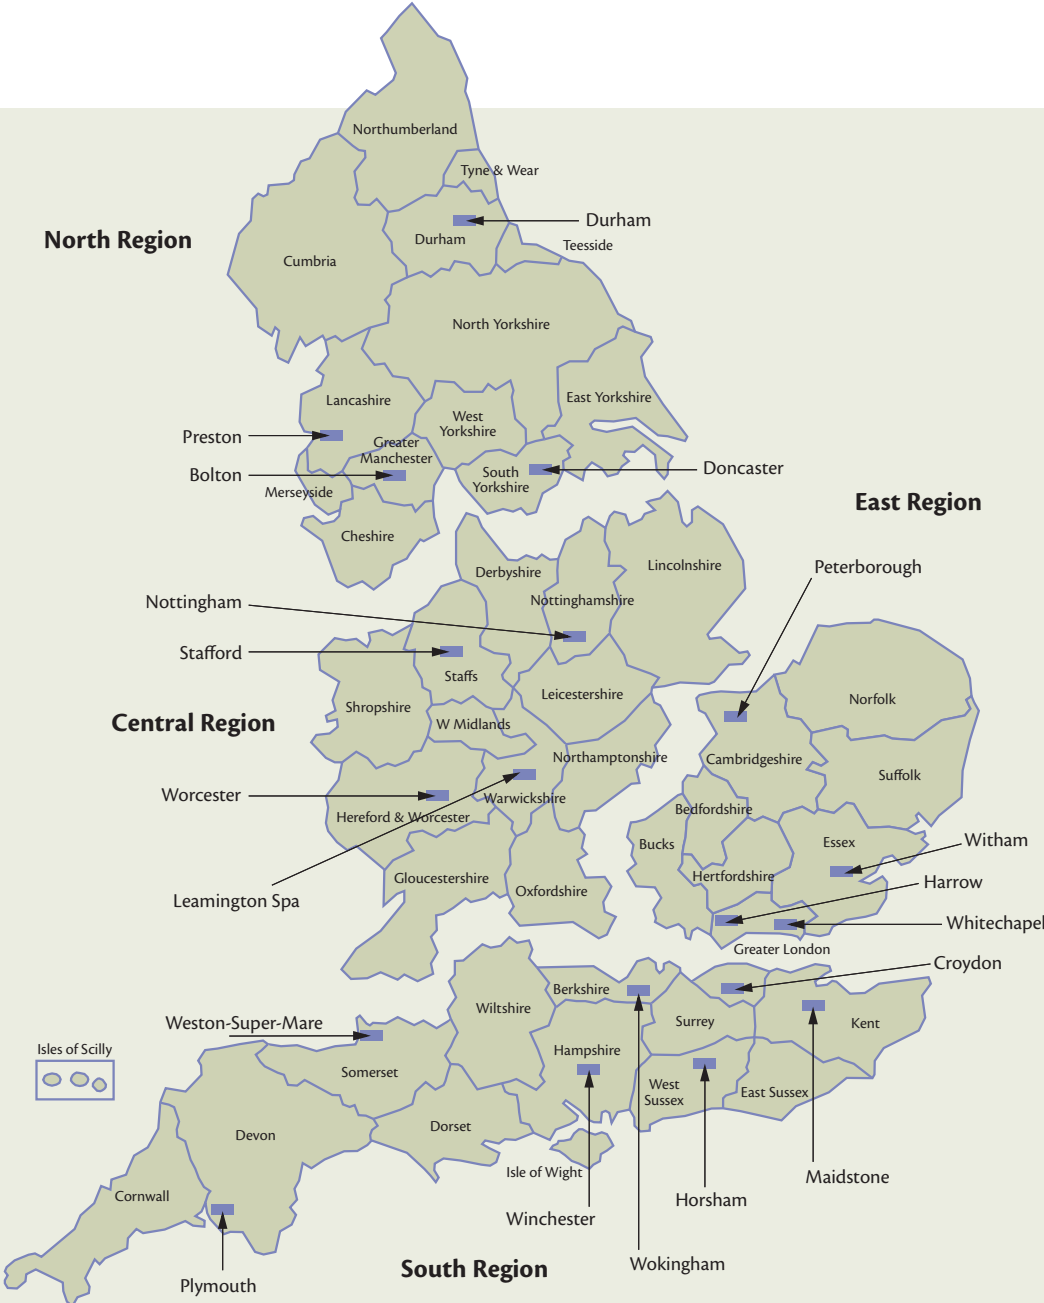 Northumberland
Tyne & Wear
Durham
North Region
Durham
Teesside
Cumbria
North Yorkshire
Lancashire
East Yorkshire
West
Yorkshire
Preston
Greater
Manchester
Bolton
South
Yorkshire
Doncaster
Merseyside
Cheshire
East Region
Derbyshire
Lincolnshire
Peterborough
Nottingham
Nottinghamshire
Stafford
Staffs
Leicestershire
Norfolk
Shropshire
Central Region
W Midlands
Northamptonshire
Cambridgeshire
Suffolk
Worcester
Warwickshire
Hereford & Worcester
Bedfordshire
Bucks
Essex
Witham
Gloucestershire
Hertfordshire
Harrow
Leamington Spa
Oxfordshire
Whitechapel
Greater London
Croydon
Berkshire
Wiltshire
Weston-Super-Mare
Surrey
Kent
Isles of Scilly
Hampshire
Somerset
West
Sussex
East Sussex
Dorset
Devon
Isle of Wight
Maidstone
Cornwall
Horsham
Winchester
Wokingham
South Region
Plymouth